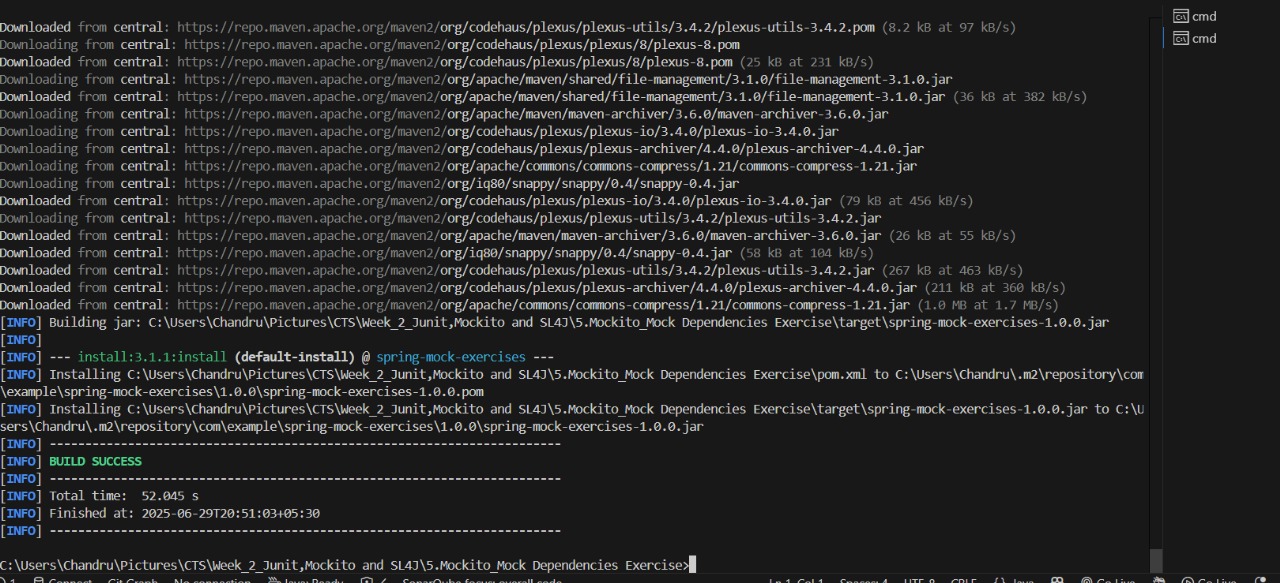 Downloaded from central: https://repo.maven.apache.org/maven2/org/codehaus/plexus/plexus-utils/3.4.2/plexus-utils-3.4.2.pom (8.2 kB at 97 kB/s)
Downloading from central: https://repo.maven.apache.org/maven2/org/codehaus/plexus/plexus/8/plexus-8.pom
Downloaded from central: https://repo.maven.apache.org/maven2/org/codehaus/plexus/plexus/8/plexus-8.pom (25 kB at 231 kB/s)
Downloading from central: https://repo.maven.apache.org/maven2/org/apache/maven/shared/file-management/3.1.0/file-management-3.1.0.jar
Downloaded from central: https://repo.maven.apache.org/maven2/org/apache/maven/shared/file-management/3.1.0/file-management-3.1.0.jar (36 kB at 382 kB/s)
Downloading from central: https://repo.maven.apache.org/maven2/org/apache/maven/maven-archiver/3.6.0/maven-archiver-3.6.0.jar
Downloading from central: https://repo.maven.apache.org/maven2/org/codehaus/plexus/plexus-io/3.4.0/plexus-io-3.4.0.jar
Downloading from central: https://repo.maven.apache.org/maven2/org/codehaus/plexus/plexus-archiver/4.4.0/plexus-archiver-4.4.0.jar
Downloading from central: https://repo.maven.apache.org/maven2/org/apache/commons/commons-compress/1.21/commons-compress-1.21.jar
Downloading from central: https://repo.maven.apache.org/maven2/org/iq80/snappy/snappy/0.4/snappy-0.4.jar
Downloaded from central: https://repo.maven.apache.org/maven2/org/codehaus/plexus/plexus-io/3.4.0/plexus-io-3.4.0.jar (79 kB at 456 kB/s)
Downloading from central: https://repo.maven.apache.org/maven2/org/codehaus/plexus/plexus-utils/3.4.2/plexus-utils-3.4.2.jar
Downloaded from central: https://repo.maven.apache.org/maven2/org/apache/maven/maven-archiver/3.6.0/maven-archiver-3.6.0.jar (26 kB at 55 kB/s)
Downloaded from central: https://repo.maven.apache.org/maven2/org/iq80/snappy/snappy/0.4/snappy-0.4.jar (58 kB at 104 kB/s)
Downloaded from central: https://repo.maven.apache.org/maven2/org/codehaus/plexus/plexus-utils/3.4.2/plexus-utils-3.4.2.jar (267 kB at 463 kB/s)
Downloaded from central: https://repo.maven.apache.org/maven2/org/codehaus/plexus/plexus-archiver/4.4.0/plexus-archiver-4.4.0.jar (211 kB at 360 kB/s)
Downloaded from central: https://repo.maven.apache.org/maven2/org/apache/commons/commons-compress/1.21/commons-compress-1.21.jar (1.0 MB at 1.7 MB/s)
[INFO] Building jar: C:\Users\Chandru\Pictures\CTS\Week_2_Junit,Mockito and SL4J\5.Mockito_Mock Dependencies Exercise\target\spring-mock-exercises-1.0.0.jar
[INFO]
[INFO] --- install:3.1.1:install (default-install) @ spring-mock-exercises ---
[INFO] Installing C:\Users\Chandru\Pictures\CTS\Week_2_Junit,Mockito and SL4J\5.Mockito_Mock Dependencies Exercise\pom.xml to C:\Users\Chandru\.m2\repository\com
\example\spring-mock-exercises\1.0.0\spring-mock-exercises-1.0.0.pom
[INFO] Installing C:\Users\Chandru\Pictures\CTS\Week_2_Junit,Mockito and SL4J\5.Mockito_Mock Dependencies Exercise\target\spring-mock-exercises-1.0.0.jar to C:\U
sers\Chandru\.m2\repository\com\example\spring-mock-exercises\1.0.0\spring-mock-exercises-1.0.0.jar
[INFO] ------------------------------------------------------------------------
[INFO] BUILD SUCCESS
[INFO] ------------------------------------------------------------------------
[INFO] Total time:  52.045 s
[INFO] Finished at: 2025-06-29T20:51:03+05:30
[INFO] ------------------------------------------------------------------------
C:\Users\Chandru\Pictures\CTS\Week_2_Junit,Mockito and SL4J\5.Mockito_Mock Dependencies Exercise>
cmd
cmd
1 Connect Git Graph No connection Java: Ready SonarQube focus: overall code Ln 1, Col 1 Spaces: 4 UTF-8 CRLF {} Java Go Live Go Live